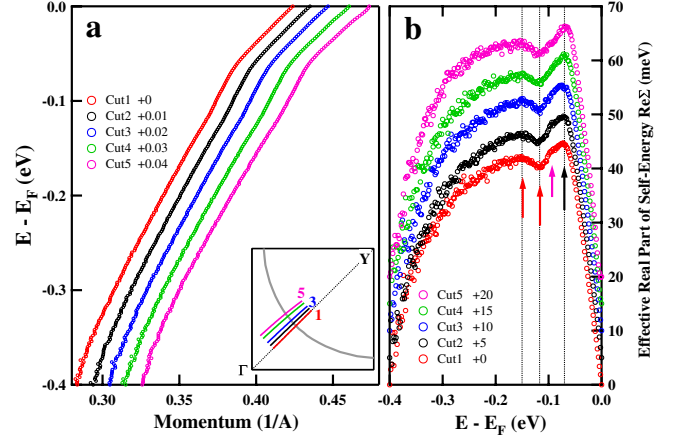 a
Cut1 +0
Cut2 +0.01
Cut3 +0.02
Cut4 +0.03
Cut5 +0.04
E - E_F (eV)
0.0
-0.1
-0.2
-0.3
-0.4
0.30
0.35
0.40
0.45
Momentum (1/A)
Y
5
3
1
Γ
b
Cut5 +20
Cut4 +15
Cut3 +10
Cut2 +5
Cut1 +0
-0.4
-0.3
-0.2
-0.1
0.0
E - E_F (eV)
70
60
50
40
30
20
10
0
Effective Real Part of Self-Energy ReΣ (meV)